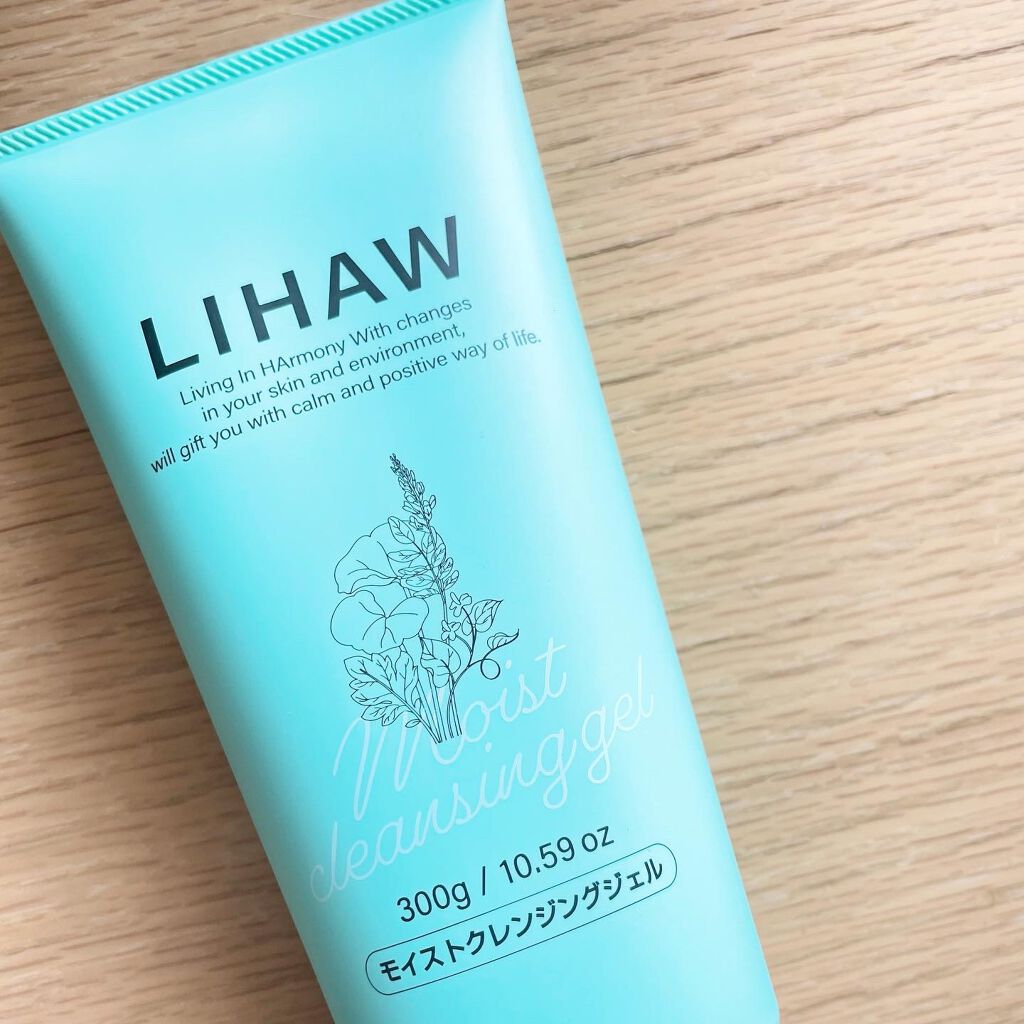 LIHAW
Living In HArmony With changes
in your skin and environment,
will gift you with calm and positive way of life.
Moist
cleansing gel
300g / 10.59 oz
モイストクレンジングジェル